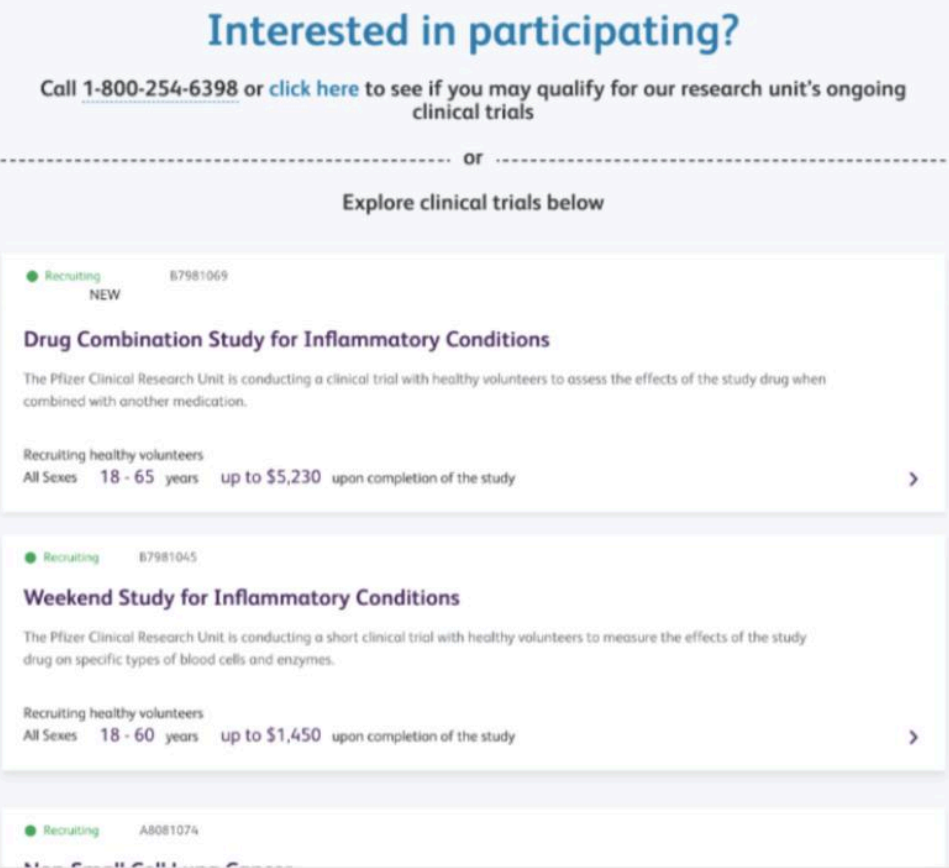 Interested in participating?
Call 1-800-254-6398 or click here to see if you may qualify for our research unit's ongoing
clinical trials
or
Explore clinical trials below
Recruiting B7981069
NEW
Drug Combination Study for Inflammatory Conditions
The Pfizer Clinical Research Unit is conducting a clinical trial with healthy volunteers to assess the effects of the study drug when
combined with another medication.
Recruiting healthy volunteers
All Sexes 18 - 65 years up to $5,230 upon completion of the study
Recruiting B7981045
Weekend Study for Inflammatory Conditions
The Pfizer Clinical Research Unit is conducting a short clinical trial with healthy volunteers to measure the effects of the study
drug on specific types of blood cells and enzymes.
Recruiting healthy volunteers
All Sexes 18 - 60 years up to $1,450 upon completion of the study
Recruiting A8081074